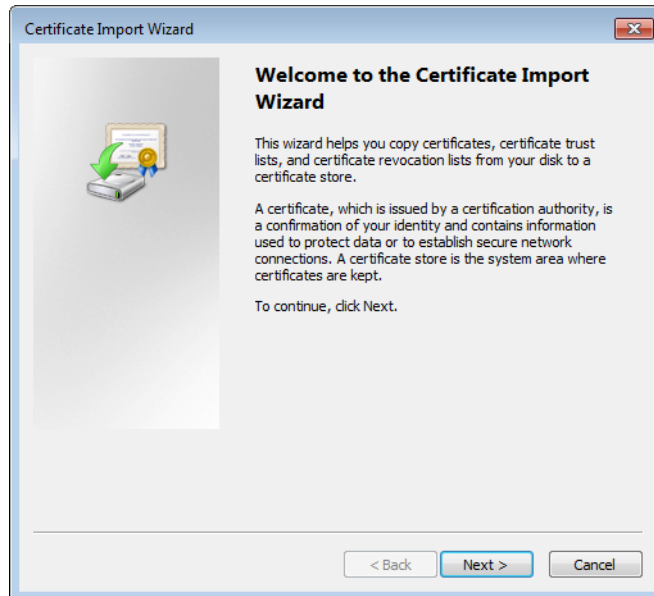 Certificate Import Wizard
Welcome to the Certificate Import
Wizard
This wizard helps you copy certificates, certificate trust
lists, and certificate revocation lists from your disk to a
certificate store.
A certificate, which is issued by a certification authority, is
a confirmation of your identity and contains information
used to protect data or to establish secure network
connections. A certificate store is the system area where
certificates are kept.
To continue, click Next.
< Back Next > Cancel